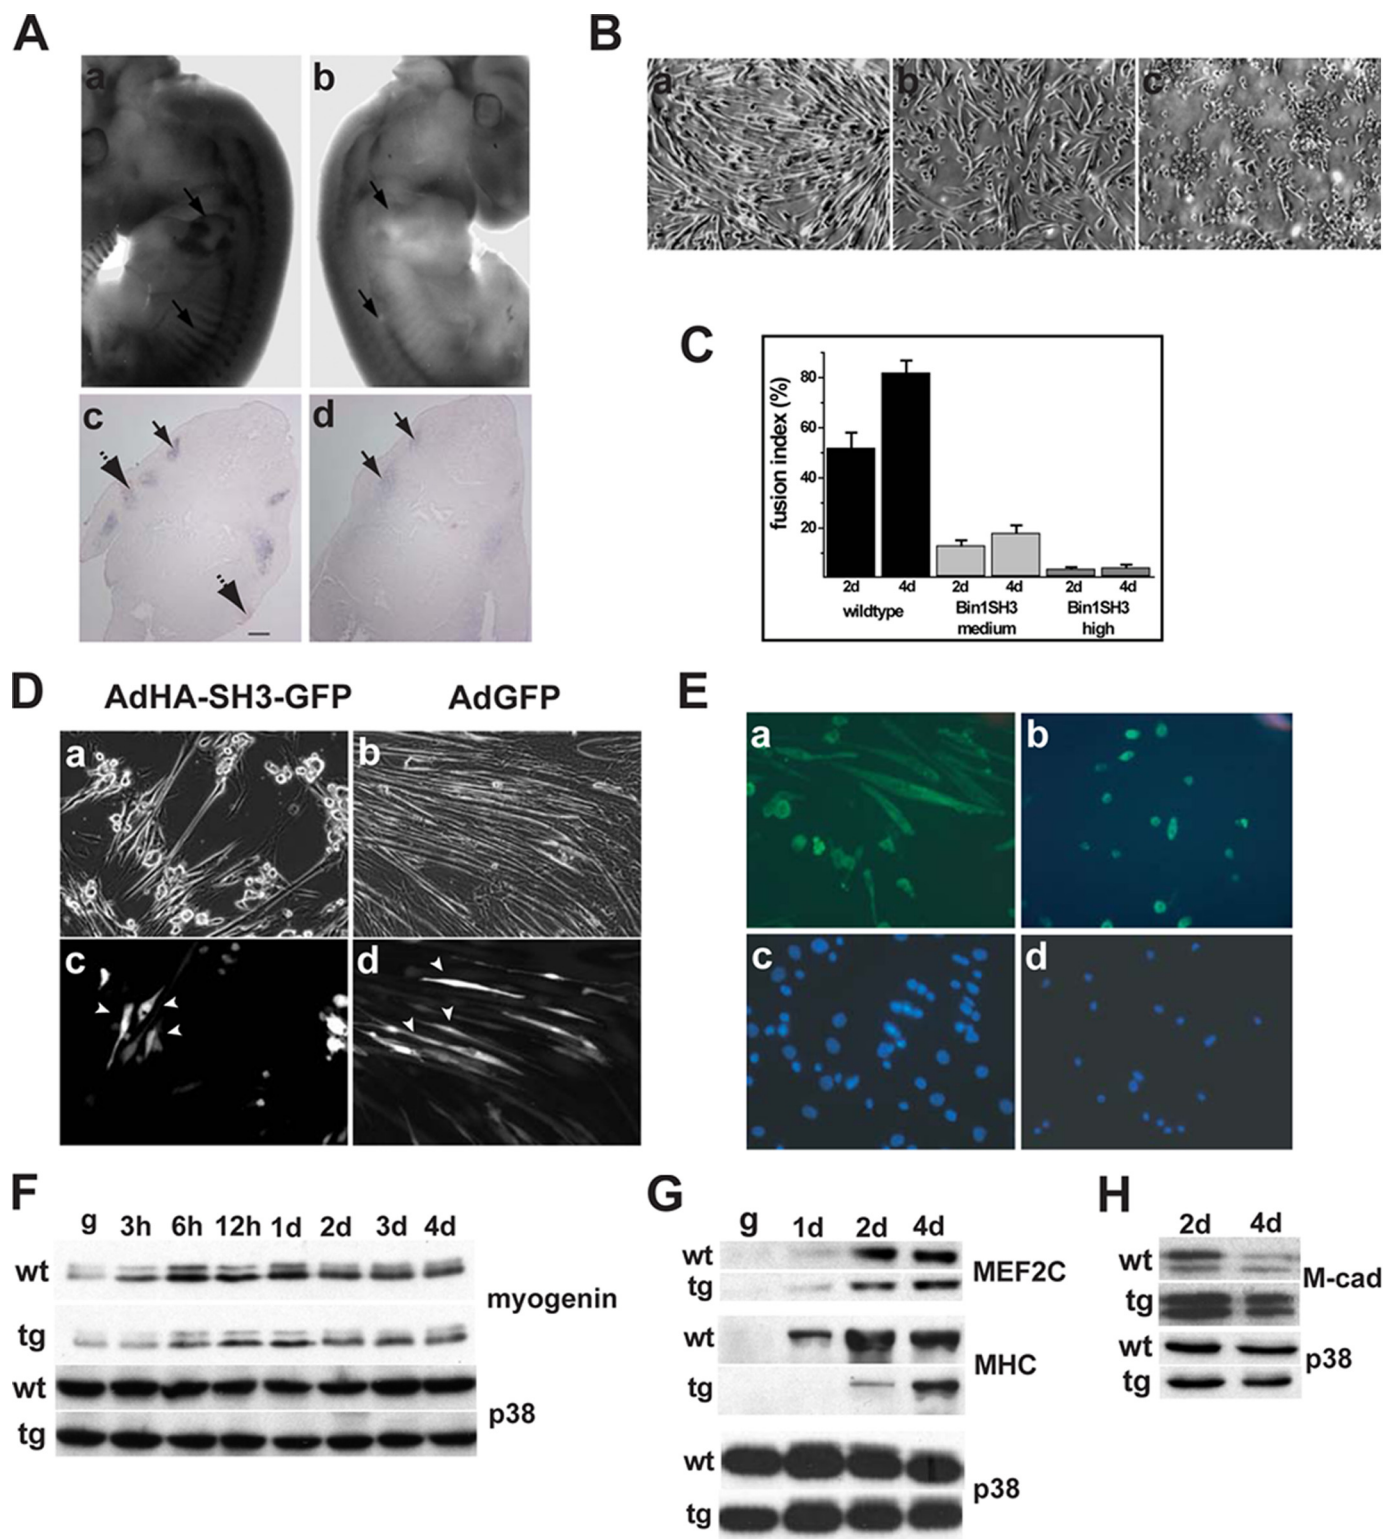 A
B
a
b
a
b
c
c
d
C
fusion index (%)
80
60
40
20
2d
4d
2d
4d
2d
4d
wildtype
Bin1SH3
medium
Bin1SH3
high
D
AdHA-SH3-GFP
AdGFP
E
a
b
a
b
c
d
c
d
F
g 3h 6h 12h 1d 2d 3d 4d
wt
myogenin
tg
wt
p38
tg
G
g 1d 2d 4d
wt
MEF2C
tg
wt
MHC
tg
wt
p38
tg
H
2d 4d
wt
M-cad
tg
wt
p38
tg